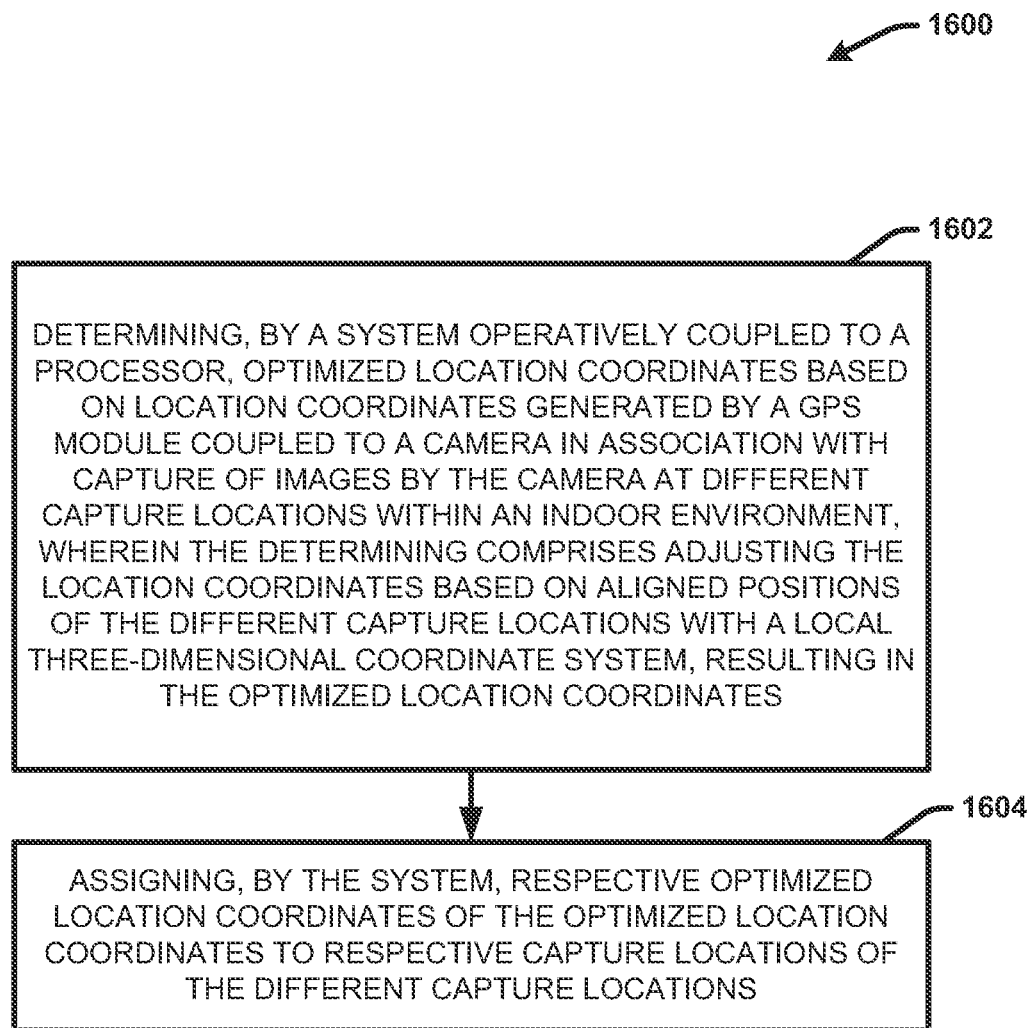 1600
1602
DETERMINING, BY A SYSTEM OPERATIVELY COUPLED TO A
PROCESSOR, OPTIMIZED LOCATION COORDINATES BASED
ON LOCATION COORDINATES GENERATED BY A GPS
MODULE COUPLED TO A CAMERA IN ASSOCIATION WITH
CAPTURE OF IMAGES BY THE CAMERA AT DIFFERENT
CAPTURE LOCATIONS WITHIN AN INDOOR ENVIRONMENT,
WHEREIN THE DETERMINING COMPRISES ADJUSTING THE
LOCATION COORDINATES BASED ON ALIGNED POSITIONS
OF THE DIFFERENT CAPTURE LOCATIONS WITH A LOCAL
THREE-DIMENSIONAL COORDINATE SYSTEM, RESULTING IN
THE OPTIMIZED LOCATION COORDINATES
1604
ASSIGNING, BY THE SYSTEM, RESPECTIVE OPTIMIZED
LOCATION COORDINATES OF THE OPTIMIZED LOCATION
COORDINATES TO RESPECTIVE CAPTURE LOCATIONS OF
THE DIFFERENT CAPTURE LOCATIONS